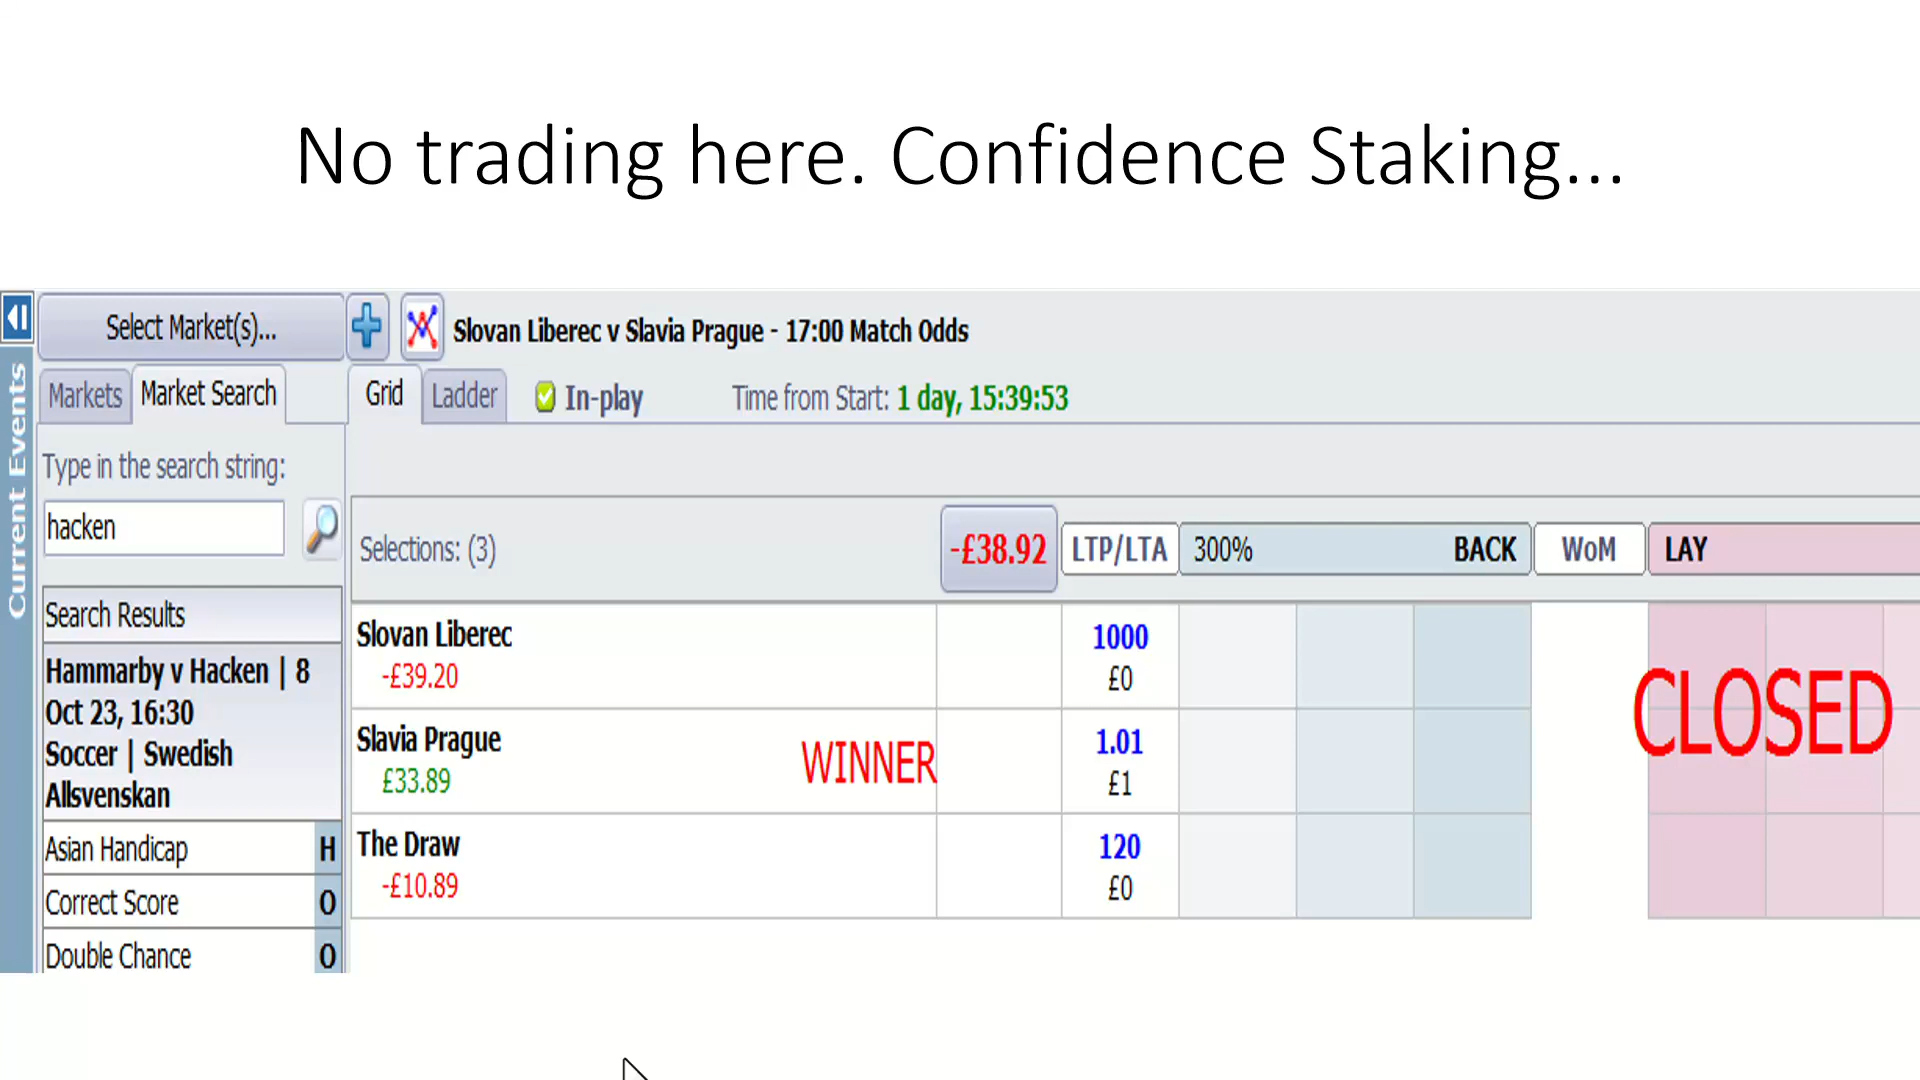 No trading here. Confidence Staking...
Select Market(s)...
Slovan Liberec v Slavia Prague - 17:00 Match Odds
Markets
Market Search
Grid
Ladder
In-play
Time from Start: 1 day, 15:39:53
Current Events
Type in the search string:
hacken
Selections: (3)
-£38.92
LTP/LTA
300%
BACK
WoM
LAY
Search Results
Hammarby v Hacken | 8
Oct 23, 16:30
Soccer | Swedish
Allsvenskan
Asian Handicap H
Correct Score O
Double Chance O
Slovan Liberec
-£39.20
1000
£0
Slavia Prague
£33.89
WINNER
1.01
£1
CLOSED
The Draw
-£10.89
120
£0